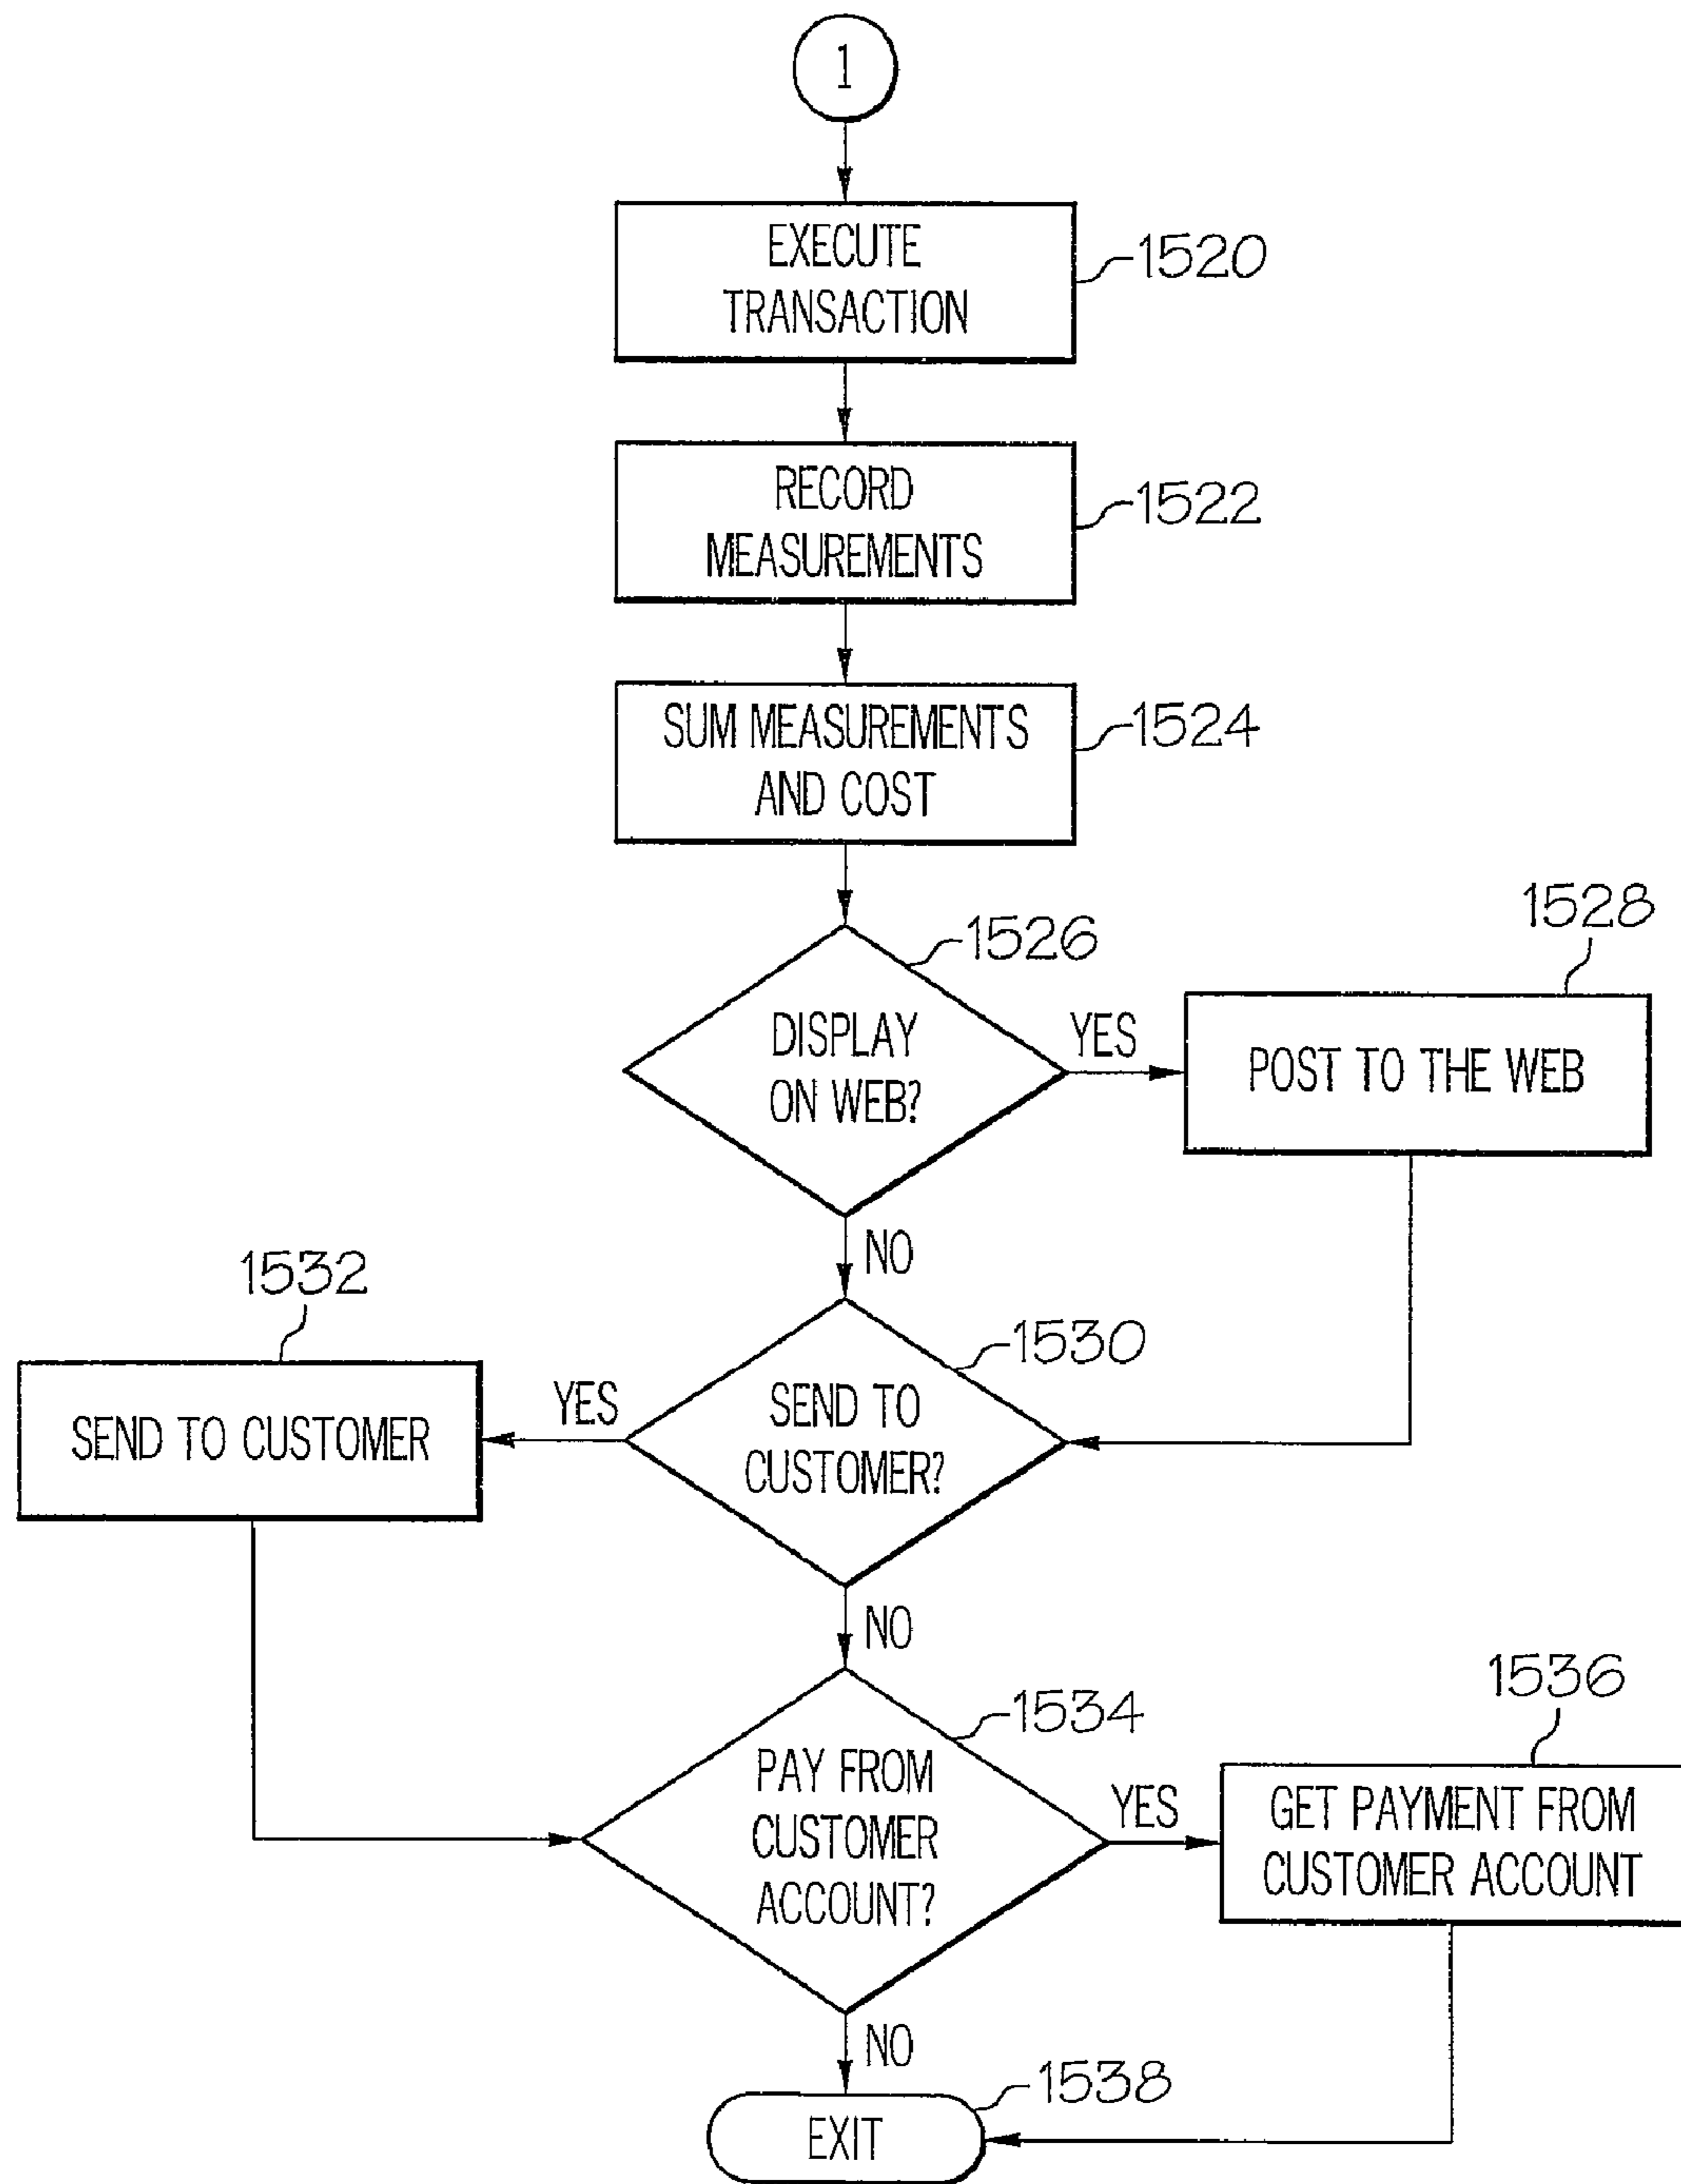 1
EXECUTE
TRANSACTION
1520
RECORD
MEASUREMENTS
1522
SUM MEASUREMENTS
AND COST
1524
1526
DISPLAY
ON WEB?
YES
1528
POST TO THE WEB
NO
1530
SEND TO
CUSTOMER?
YES
1532
SEND TO CUSTOMER
NO
1534
PAY FROM
CUSTOMER
ACCOUNT?
YES
1536
GET PAYMENT FROM
CUSTOMER ACCOUNT
NO
1538
EXIT